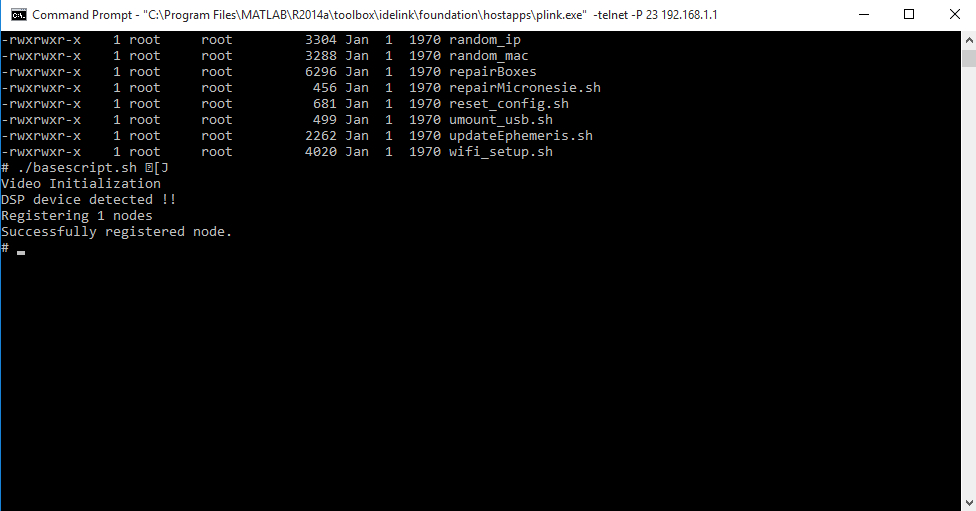 Command Prompt - "C:\Program Files\MATLAB\R2014a\toolbox\idelink\foundation\hostapps\plink.exe"  -telnet -P 23 192.168.1.1
-rwxrwxr-x    1 root     root         3304 Jan  1  1970 random_ip
-rwxrwxr-x    1 root     root         3288 Jan  1  1970 random_mac
-rwxrwxr-x    1 root     root         6296 Jan  1  1970 repairBoxes
-rwxrwxr-x    1 root     root          456 Jan  1  1970 repairMicronesie.sh
-rwxrwxr-x    1 root     root          681 Jan  1  1970 reset_config.sh
-rwxrwxr-x    1 root     root          499 Jan  1  1970 umount_usb.sh
-rwxrwxr-x    1 root     root         2262 Jan  1  1970 updateEphemeris.sh
-rwxrwxr-x    1 root     root         4020 Jan  1  1970 wifi_setup.sh
# ./basescript.sh [J
Video Initialization
DSP device detected !!
Registering 1 nodes
Successfully registered node.
#